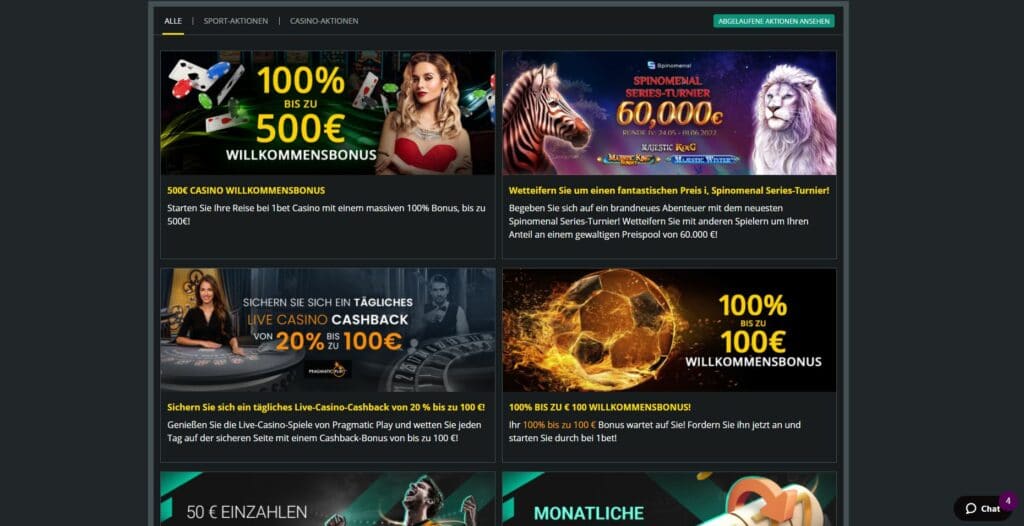 ALLE | SPORT-AKTIONEN | CASINO-AKTIONEN
ABGELAUFENE AKTIONEN ANSEHEN
100%
BIS ZU
500€
WILLKOMMENSBONUS
500€ CASINO WILLKOMMENSBONUS
Starten Sie Ihre Reise bei 1bet Casino mit einem massiven 100% Bonus, bis zu
500€!
Spinomenal
SPINOMENAL
SERIES-TURNIER
60,000€
RUNDE IV: 24.05 - 01.06 2022
MAJESTIC KING
MAJESTIC KING
MAJESTIC WINTER
Wetteifern Sie um einen fantastischen Preis i, Spinomenal Series-Turnier!
Begeben Sie sich auf ein brandneues Abenteuer mit dem neuesten
Spinomenal Series-Turnier! Wetteifern Sie mit anderen Spielern um Ihren
Anteil an einem gewaltigen Preispool von 60.000 €!
SICHERN SIE SICH EIN TÄGLICHES
LIVE CASINO CASHBACK
VON 20% BIS ZU 100€
PRAGMATIC PLAY
Sichern Sie sich ein tägliches Live-Casino-Cashback von 20 % bis zu 100 €!
Genießen Sie die Live-Casino-Spiele von Pragmatic Play und wetten Sie jeden
Tag auf der sicheren Seite mit einem Cashback-Bonus von bis zu 100 €!
100%
BIS ZU
100€
WILLKOMMENSBONUS
100% BIS ZU € 100 WILLKOMMENSBONUS!
Ihr 100% bis zu 100 € Bonus wartet auf Sie! Fordern Sie ihn jetzt an und
starten Sie durch bei 1bet!
50 € EINZAHLEN
MONATLICHE
Chat
4